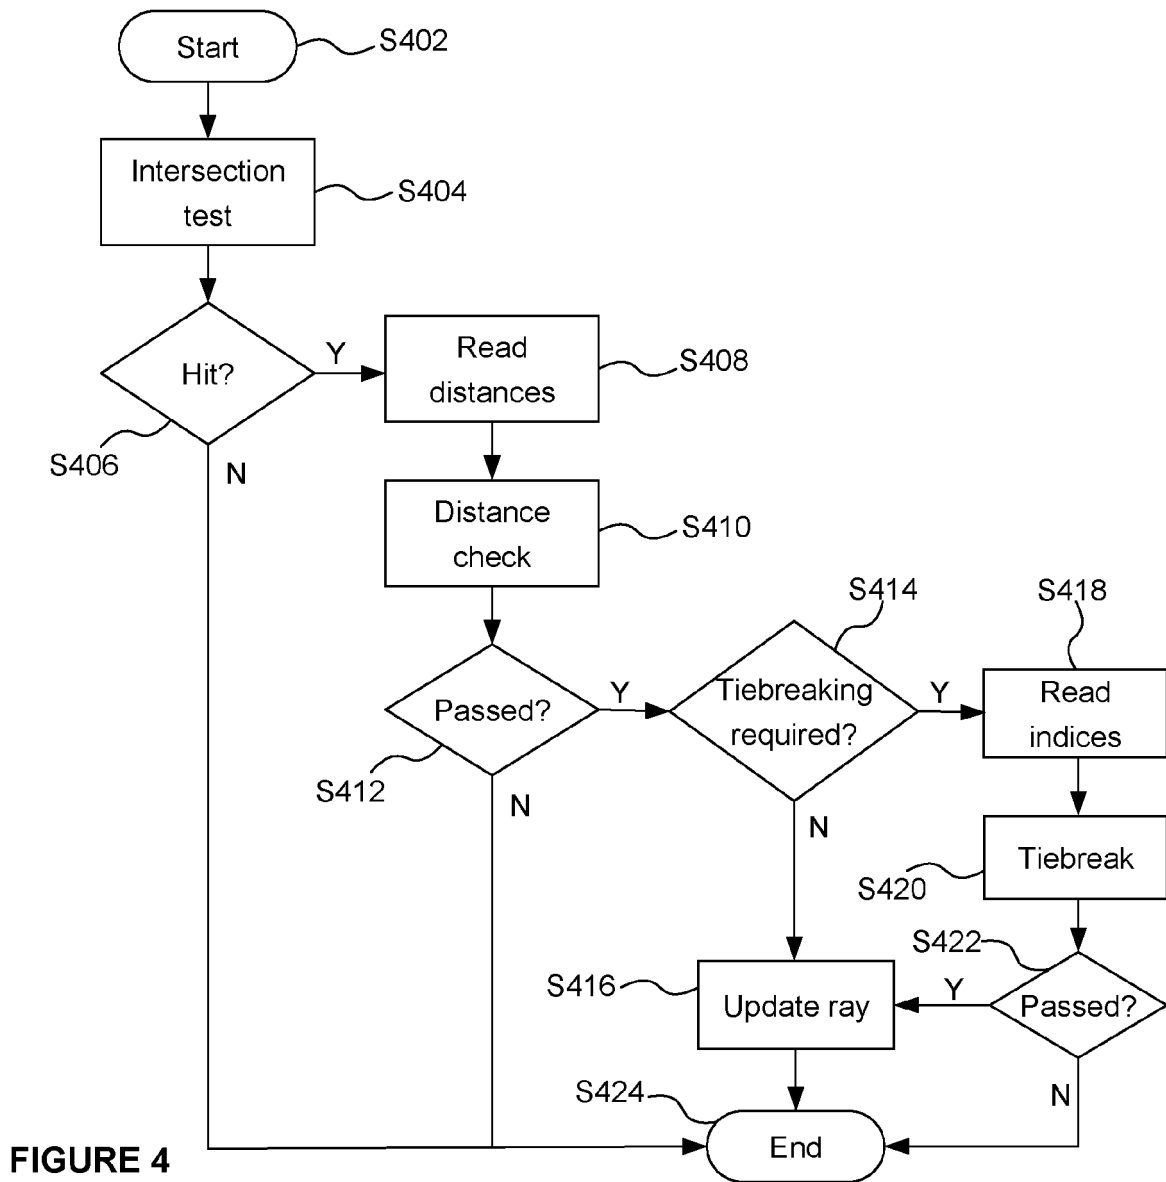 Start
S402
Intersection
test
S404
Hit?
Y
S406
N
Read
distances
S408
Distance
check
S410
Passed?
Y
S412
N
S414
Tiebreaking
required?
Y
N
S418
Read
indices
Tiebreak
S420
S422
Passed?
Y
N
S416
Update ray
S424
End
FIGURE 4